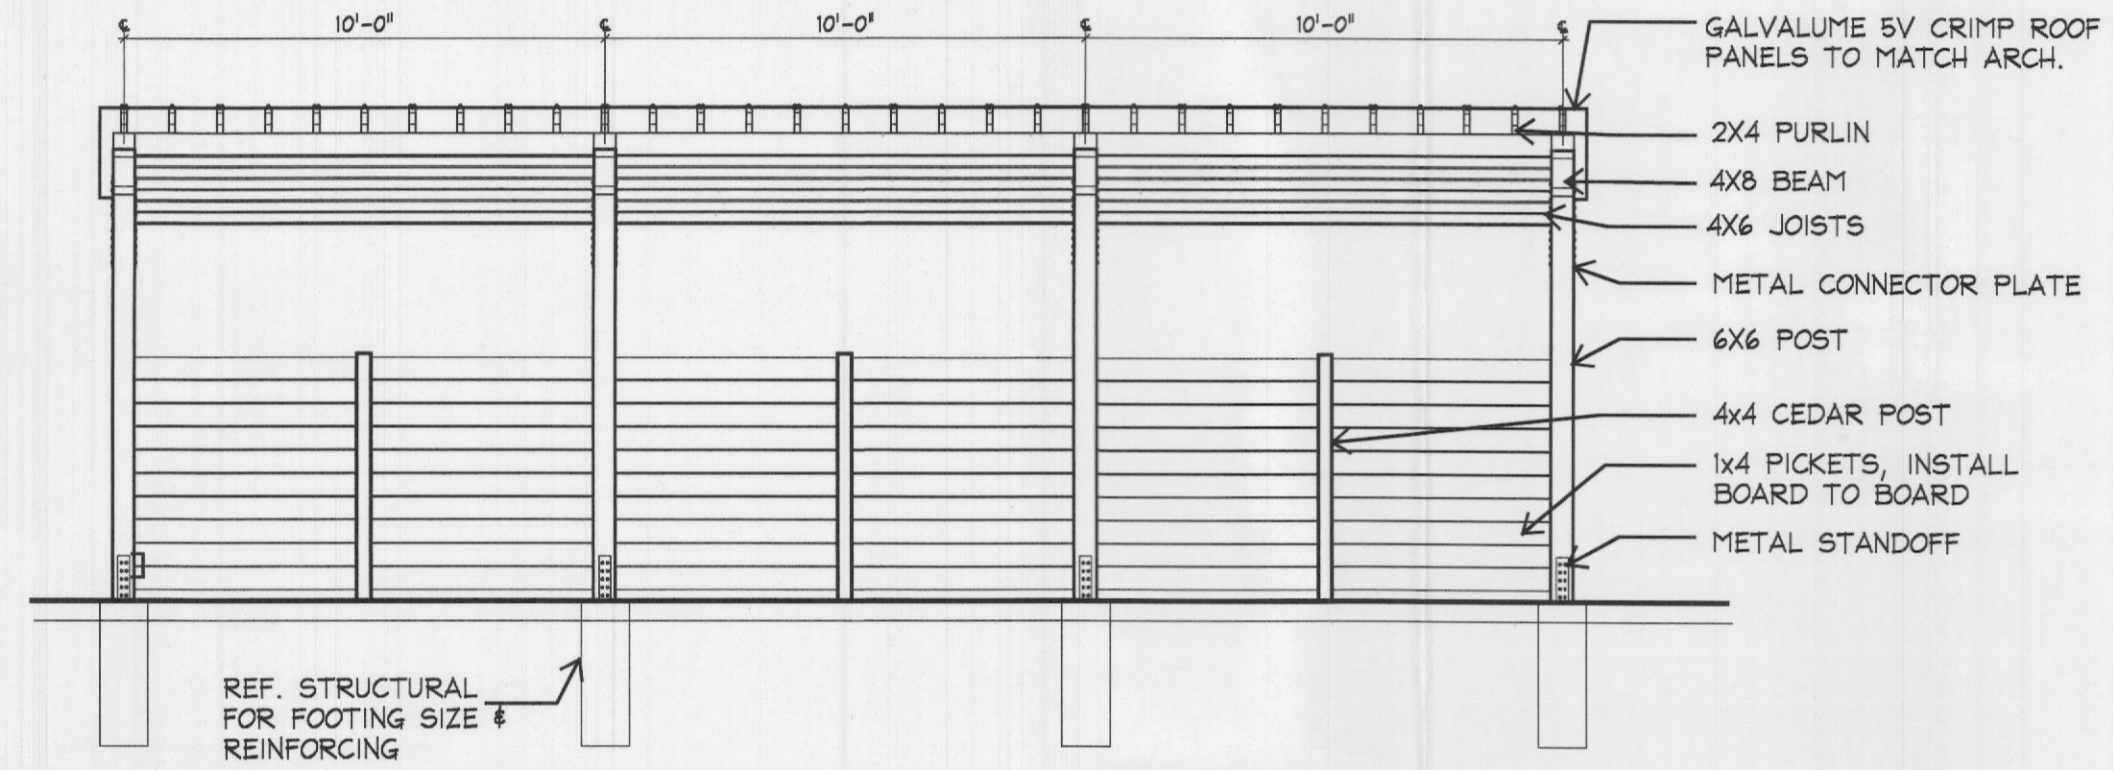 ℄ 10'-0" ℄ 10'-0" ℄ 10'-0" ℄
GALVALUME 5V CRIMP ROOF
PANELS TO MATCH ARCH.
2X4 PURLIN
4X8 BEAM
4X6 JOISTS
METAL CONNECTOR PLATE
6X6 POST
4x4 CEDAR POST
1x4 PICKETS, INSTALL
BOARD TO BOARD
METAL STANDOFF
REF. STRUCTURAL
FOR FOOTING SIZE &
REINFORCING